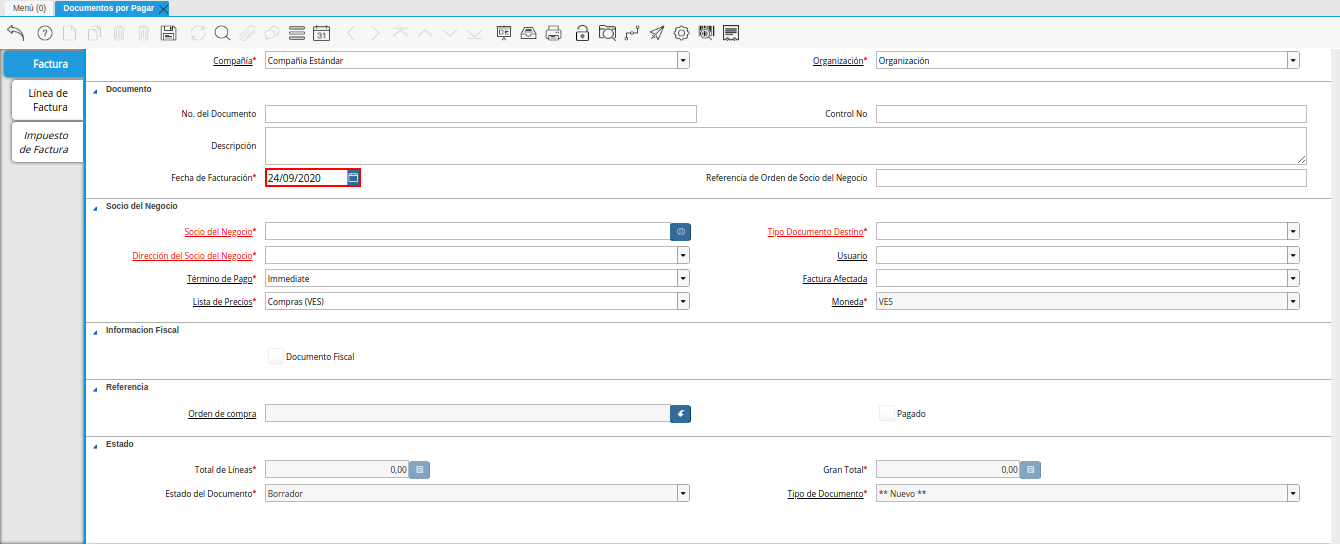 Menú (0)
Documentos por Pagar
31
Factura
Línea de
Factura
Impuesto
de Factura
Compañía* Compañía Estándar
Organización* Organización
Documento
No. del Documento
Control No
Descripción
Fecha de Facturación* 24/09/2020
Referencia de Orden de Socio del Negocio
Socio del Negocio
Socio del Negocio*
Tipo Documento Destino*
Dirección del Socio del Negocio*
Usuario
Término de Pago* Immediate
Factura Afectada
Lista de Precios* Compras (VES)
Moneda* VES
Informacion Fiscal
Documento Fiscal
Referencia
Orden de compra
Pagado
Estado
Total de Líneas* 0,00
Gran Total* 0,00
Estado del Documento* Borrador
Tipo de Documento* ** Nuevo **